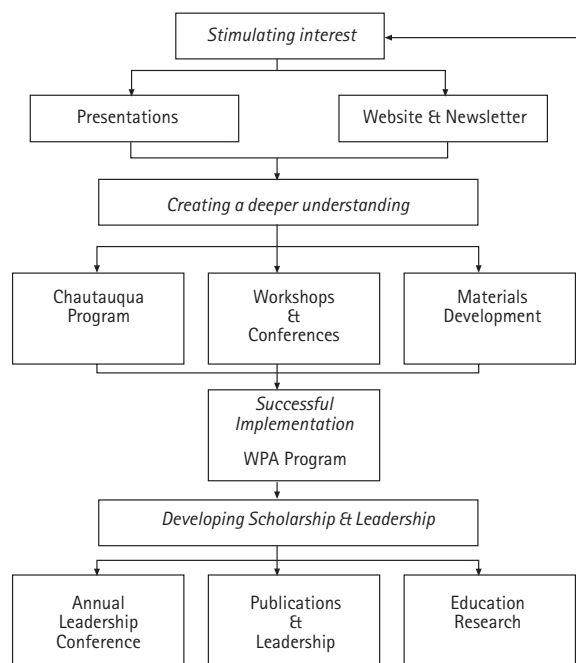 Stimulating interest
Presentations
Website & Newsletter
Creating a deeper understanding
Chautauqua
Program
Workshops
&
Conferences
Materials
Development
Successful
Implementation
WPA Program
Developing Scholarship & Leadership
Annual
Leadership
Conference
Publications
&
Leadership
Education
Research